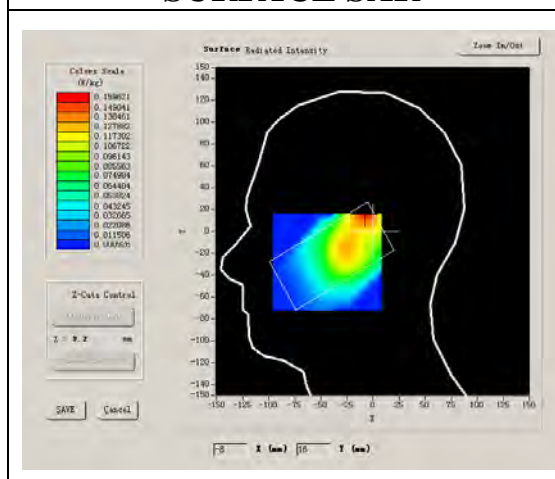 SURFACE SAR
Surface Radiated Intensity
Zoom In/Out
Colors Scale
(W/kg)
0.159621
0.149041
0.138461
0.127882
0.117302
0.106722
0.096143
0.085563
0.074984
0.064404
0.053824
0.043245
0.032665
0.022086
0.011506
150
140
120
100
80
60
40
20
0
-20
-40
-60
-80
-100
-120
-140
-150
Y
-150 -125 -100 -75 -50 -25 0 25 50 75 100 125 150
X
Z-Cuts Control
Z = 9.2 mm
SAVE Cancel
-8 X (mm) 16 Y (mm)